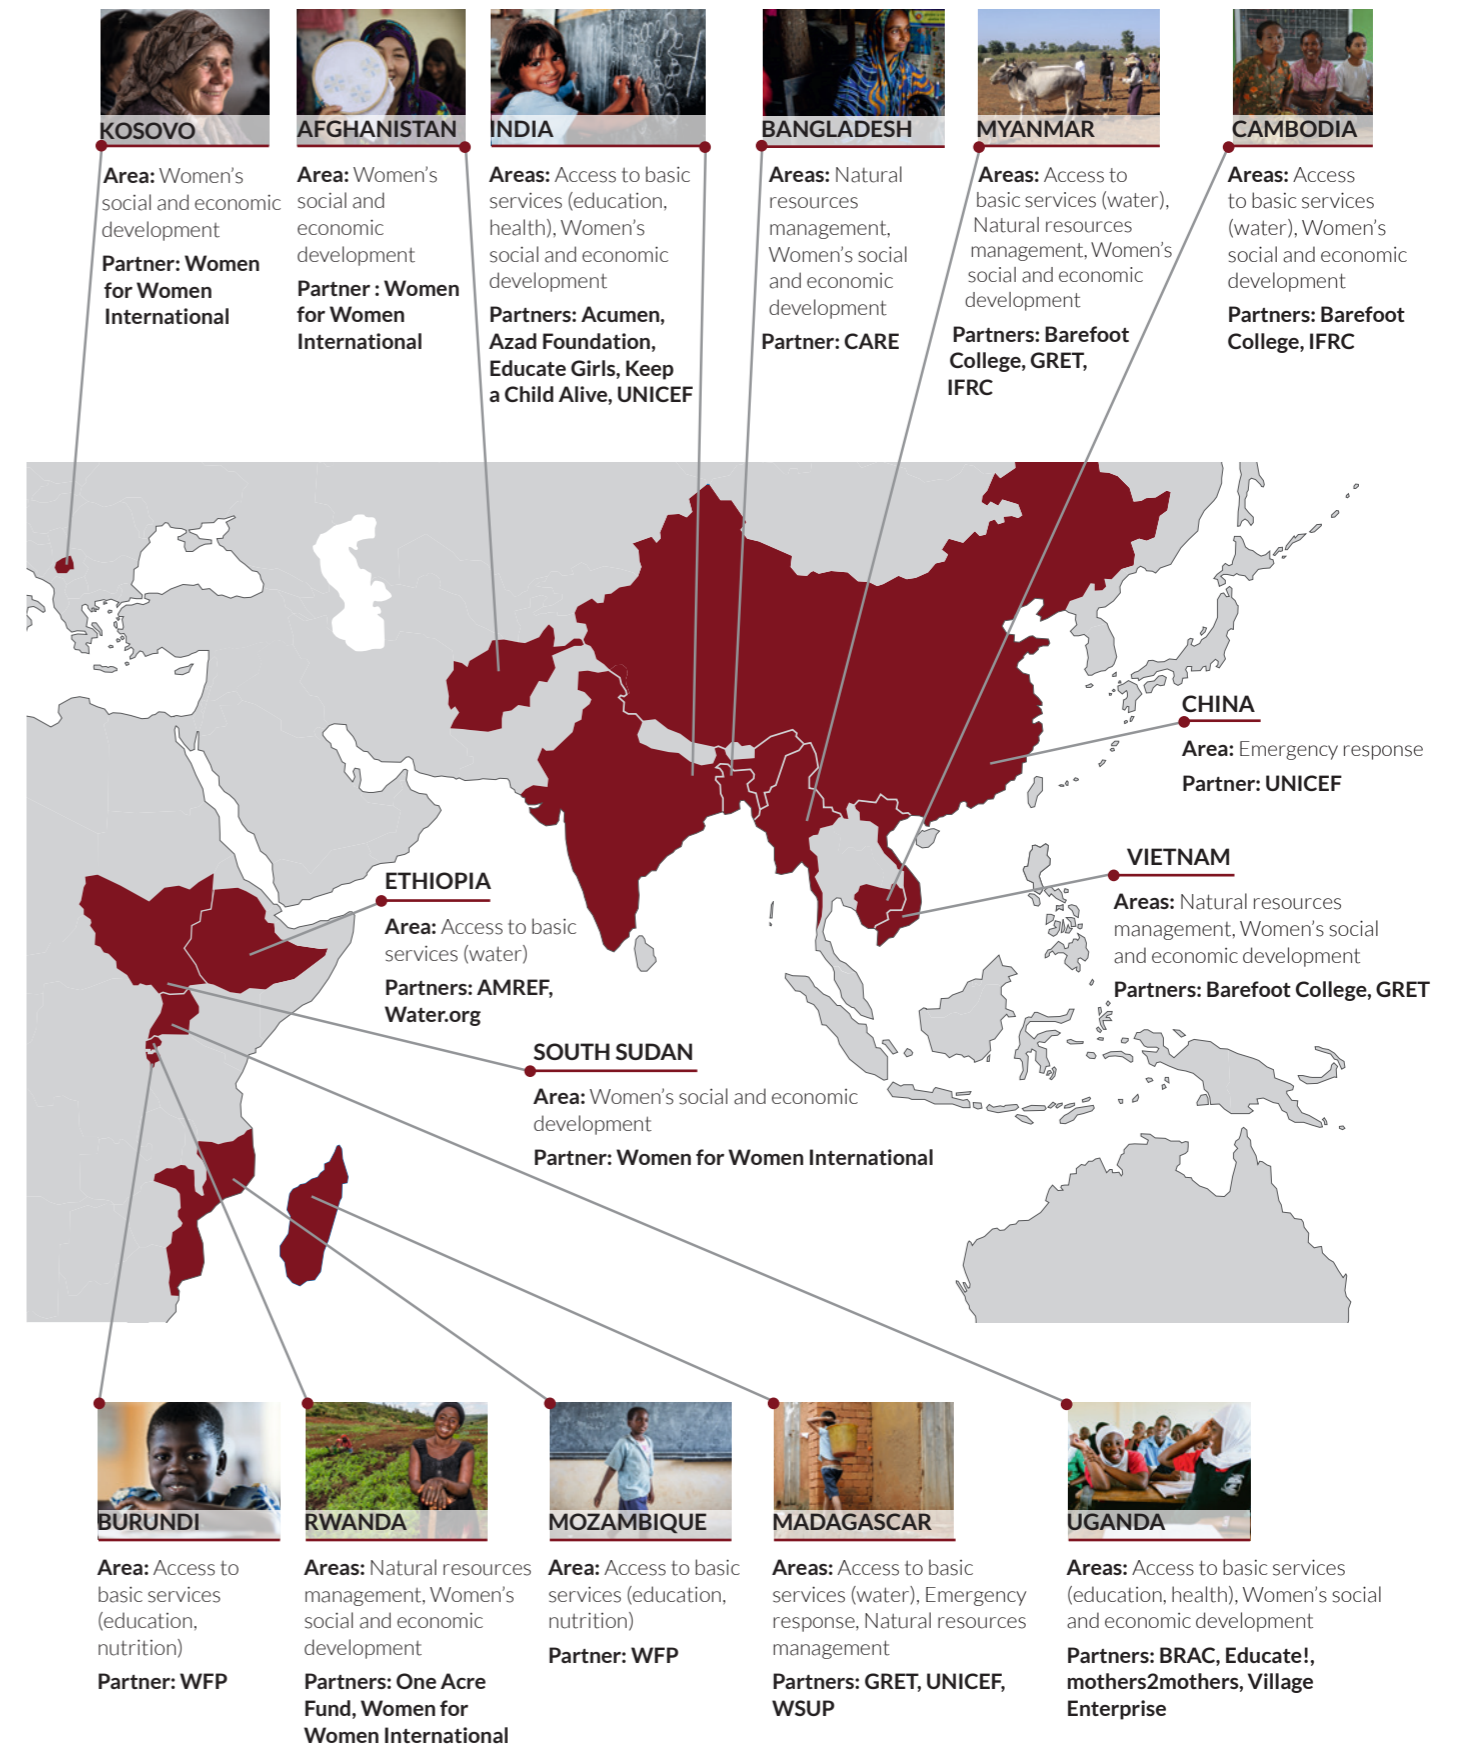 KOSOVO
Area: Women's
social and economic
development
Partner: Women
for Women
International
AFGHANISTAN
Area: Women's
social and
economic
development
Partner : Women
for Women
International
INDIA
Areas: Access to basic
services (education,
health), Women's
social and economic
development
Partners: Acumen,
Azad Foundation,
Educate Girls, Keep
a Child Alive, UNICEF
BANGLADESH
Areas: Natural
resources
management,
Women's social
and economic
development
Partner: CARE
MYANMAR
Areas: Access to
basic services (water),
Natural resources
management, Women's
social and economic
development
Partners: Barefoot
College, GRET,
IFRC
CAMBODIA
Areas: Access
to basic services
(water), Women's
social and economic
development
Partners: Barefoot
College, IFRC
CHINA
Area: Emergency response
Partner: UNICEF
VIETNAM
Areas: Natural resources
management, Women's social
and economic development
Partners: Barefoot College, GRET
ETHIOPIA
Area: Access to basic
services (water)
Partners: AMREF,
Water.org
SOUTH SUDAN
Area: Women's social and economic
development
Partner: Women for Women International
BURUNDI
Area: Access to
basic services
(education,
nutrition)
Partner: WFP
RWANDA
Areas: Natural resources
management, Women's
social and economic
development
Partners: One Acre
Fund, Women for
Women International
MOZAMBIQUE
Area: Access to basic
services (education,
nutrition)
Partner: WFP
MADAGASCAR
Areas: Access to basic
services (water), Emergency
response, Natural resources
management
Partners: GRET, UNICEF,
WSUP
UGANDA
Areas: Access to basic services
(education, health), Women's social
and economic development
Partners: BRAC, Educate!,
mothers2mothers, Village
Enterprise